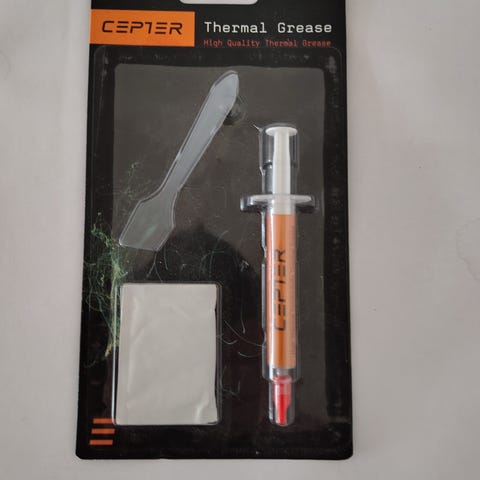 CEPTER
Thermal Grease
High Quality Thermal Grease
CEPTER